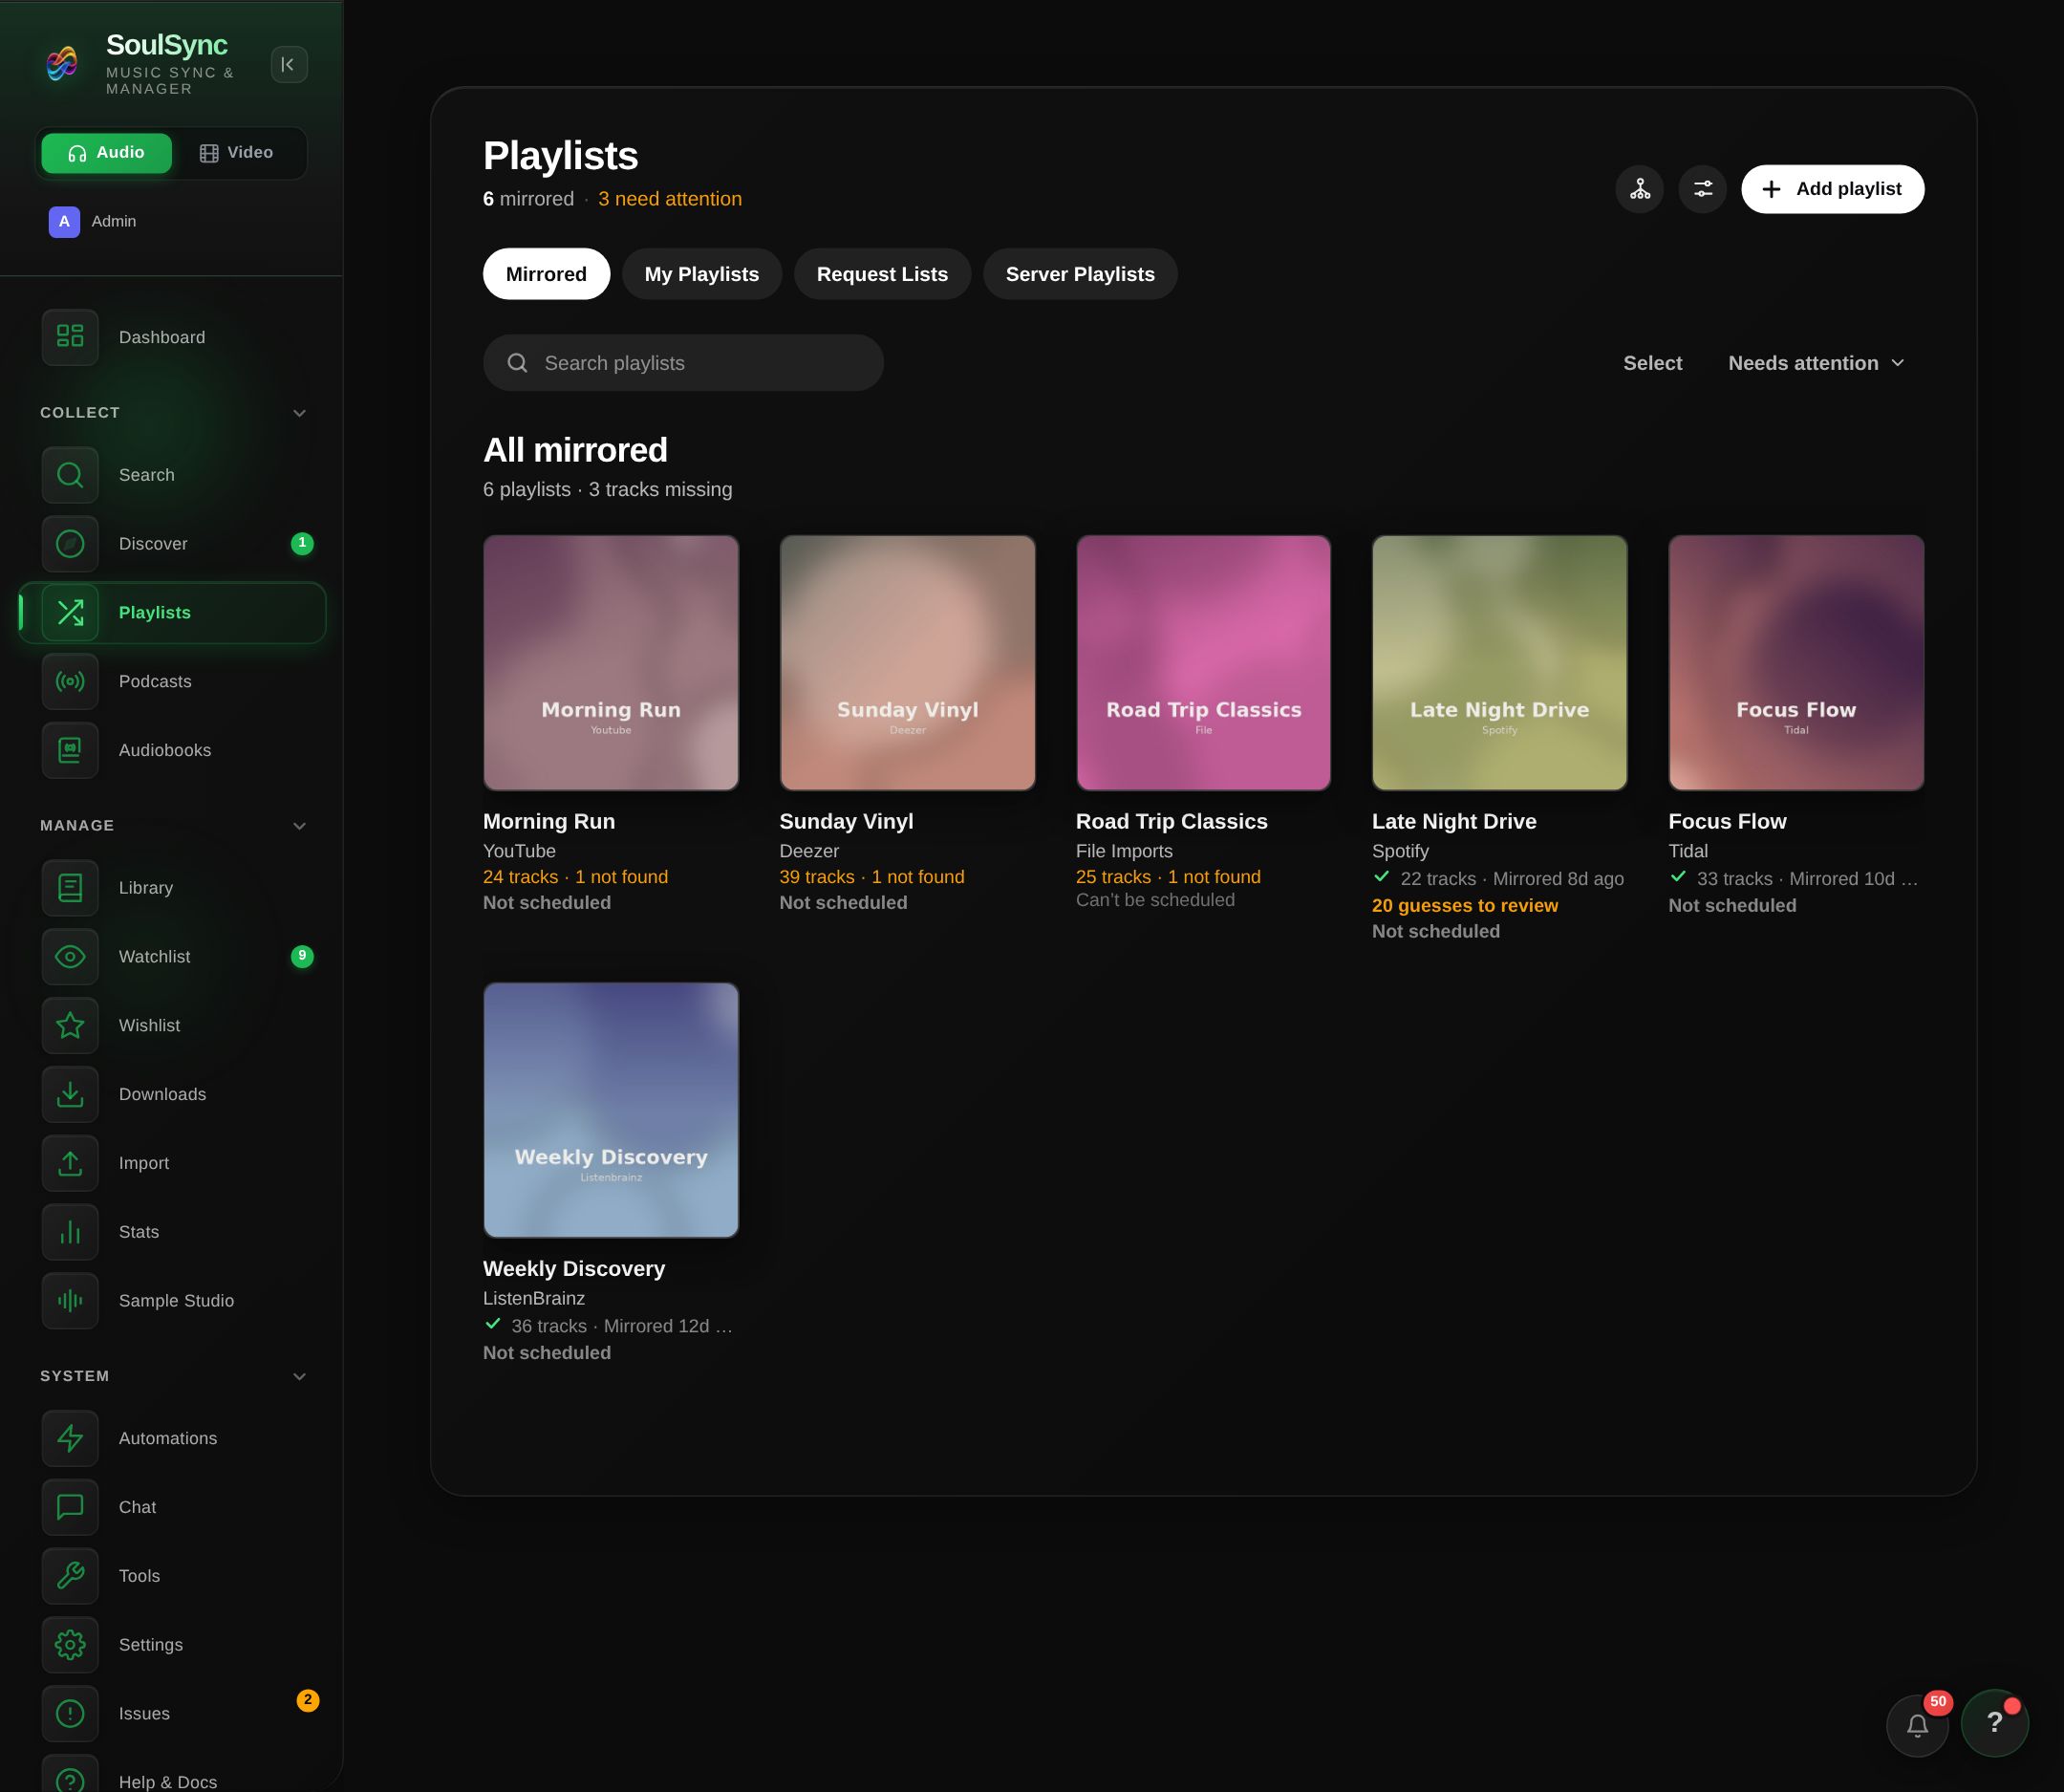 SoulSync
MUSIC SYNC &
MANAGER
Audio
Video
A
Admin
Dashboard
COLLECT
Search
Discover
1
Playlists
Podcasts
Audiobooks
MANAGE
Library
Watchlist
9
Wishlist
Downloads
Import
Stats
Sample Studio
SYSTEM
Automations
Chat
Tools
Settings
Issues
2
Help & Docs
Playlists
6 mirrored · 3 need attention
Add playlist
Mirrored
My Playlists
Request Lists
Server Playlists
Search playlists
Select
Needs attention
All mirrored
6 playlists · 3 tracks missing
Morning Run
Youtube
Morning Run
YouTube
24 tracks · 1 not found
Not scheduled
Sunday Vinyl
Deezer
Sunday Vinyl
Deezer
39 tracks · 1 not found
Not scheduled
Road Trip Classics
File
Road Trip Classics
File Imports
25 tracks · 1 not found
Can't be scheduled
Late Night Drive
Spotify
Late Night Drive
Spotify
22 tracks · Mirrored 8d ago
20 guesses to review
Not scheduled
Focus Flow
Tidal
Focus Flow
Tidal
33 tracks · Mirrored 10d ...
Not scheduled
Weekly Discovery
Listenbrainz
Weekly Discovery
ListenBrainz
36 tracks · Mirrored 12d ...
Not scheduled
50
?